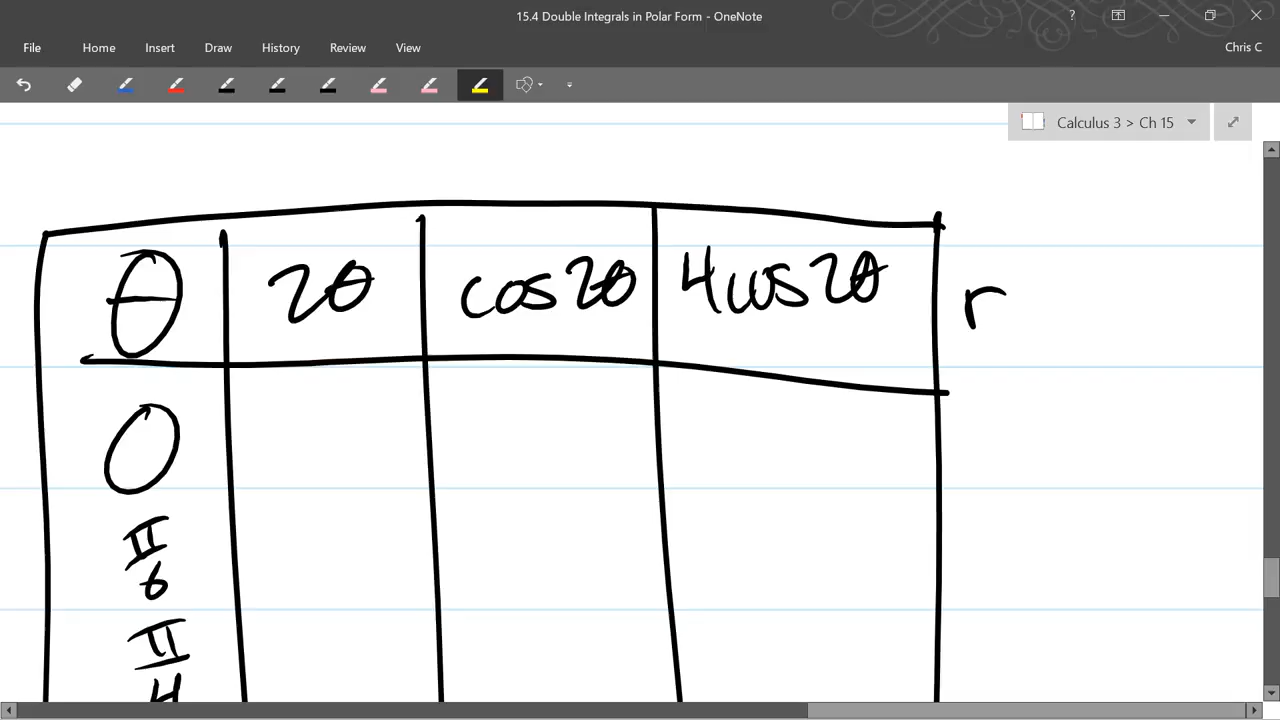 15.4 Double Integrals in Polar Form - OneNote
?
File Home Insert Draw History Review View Chris C
Calculus 3 > Ch 15
θ 2θ cos2θ 4cos2θ r
0
π
6
π
4